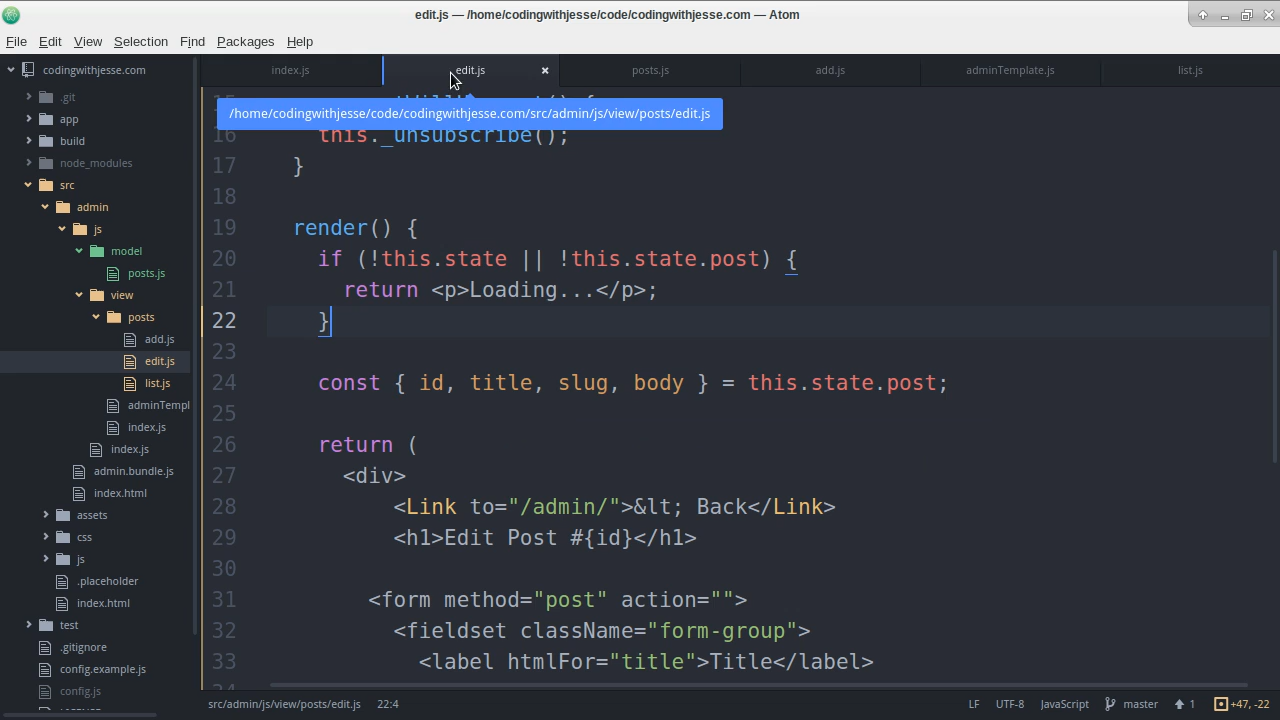 edit.js — /home/codingwithjesse/code/codingwithjesse.com — Atom
File Edit View Selection Find Packages Help
codingwithjesse.com
.git
app
build
node_modules
src
admin
js
model
posts.js
view
posts
add.js
edit.js
list.js
adminTempl
index.js
index.js
admin.bundle.js
index.html
assets
css
js
.placeholder
index.html
test
.gitignore
config.example.js
config.js
index.js edit.js posts.js add.js adminTemplate.js list.js
/home/codingwithjesse/code/codingwithjesse.com/src/admin/js/view/posts/edit.js
16 this._unsubscribe();
17 }
18
19 render() {
20 if (!this.state || !this.state.post) {
21 return <p>Loading...</p>;
22 }
23
24 const { id, title, slug, body } = this.state.post;
25
26 return (
27 <div>
28 <Link to="/admin/">&lt; Back</Link>
29 <h1>Edit Post #{id}</h1>
30
31 <form method="post" action="">
32 <fieldset className="form-group">
33 <label htmlFor="title">Title</label>
src/admin/js/view/posts/edit.js 22:4 LF UTF-8 JavaScript master 1 +47, -22